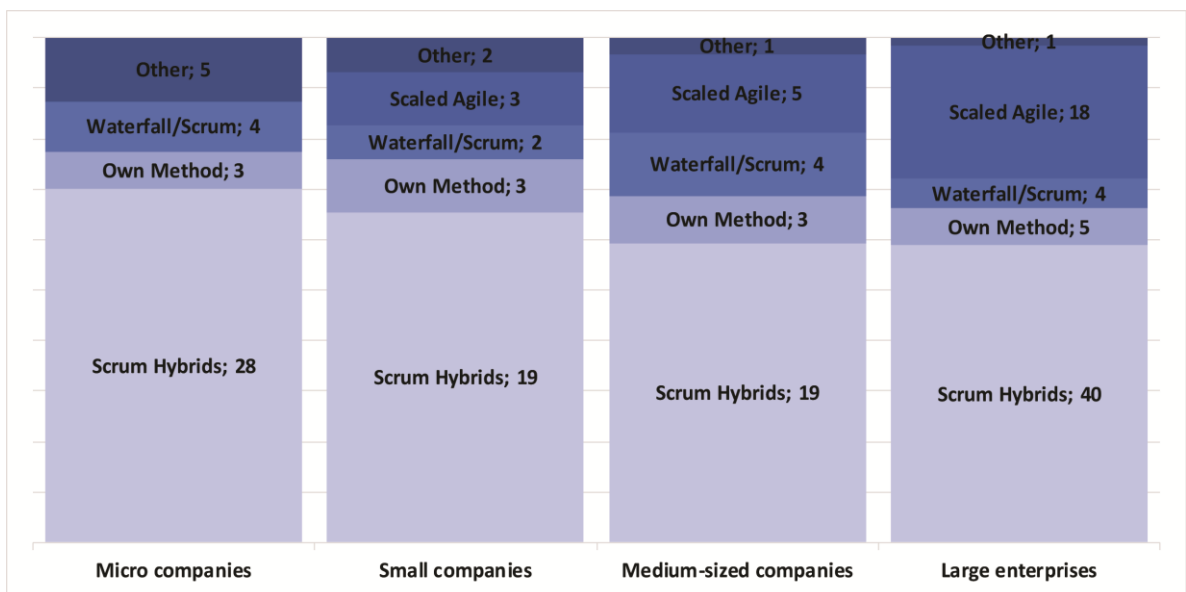 Other; 5
Waterfall/Scrum; 4
Own Method; 3
Scrum Hybrids; 28
Micro companies
Other; 2
Scaled Agile; 3
Waterfall/Scrum; 2
Own Method; 3
Scrum Hybrids; 19
Small companies
Other; 1
Scaled Agile; 5
Waterfall/Scrum; 4
Own Method; 3
Scrum Hybrids; 19
Medium-sized companies
Other; 1
Scaled Agile; 18
Waterfall/Scrum; 4
Own Method; 5
Scrum Hybrids; 40
Large enterprises